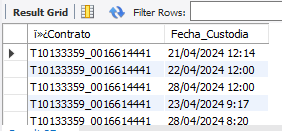 Result Grid Filter Rows:
ï»¿Contrato Fecha_Custodia
T10133359_0016614441 21/04/2024 12:14
T10133359_0016614441 22/04/2024 12:00
T10133359_0016614441 28/04/2024 12:00
T10133359_0016614441 23/04/2024 9:17
T10133359_0016614441 28/04/2024 8:20